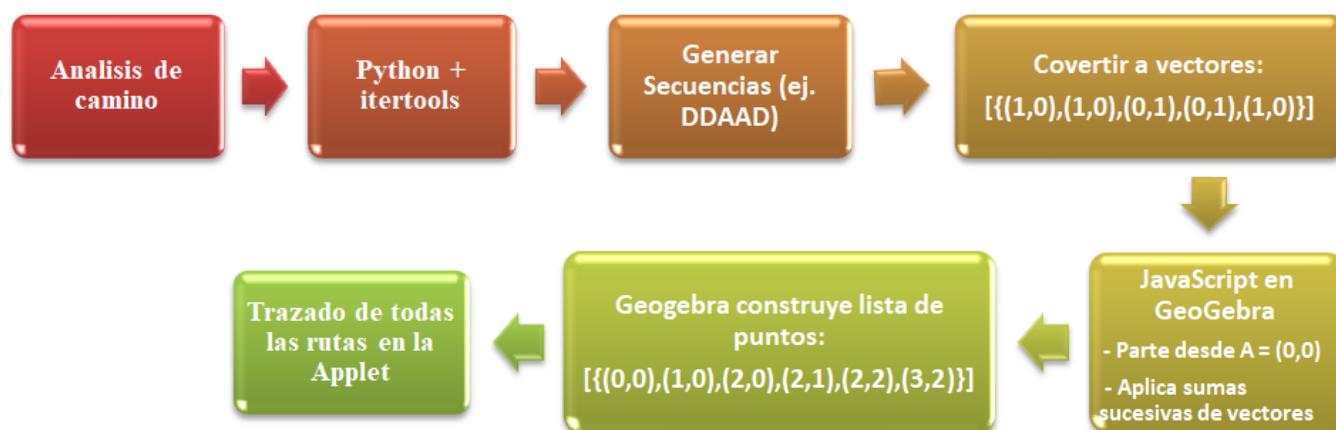 Analisis de
camino
Python +
itertools
Generar
Secuencias (ej.
DDAAD)
Covertir a vectores:
[{(1,0),(1,0),(0,1),(0,1),(1,0)}]
JavaScript en
GeoGebra
- Parte desde A = (0,0)
- Aplica sumas
sucesivas de vectores
Geogebra construye lista de
puntos:
[{(0,0),(1,0),(2,0),(2,1),(2,2),(3,2)}]
Trazado de todas
las rutas en la
Applet